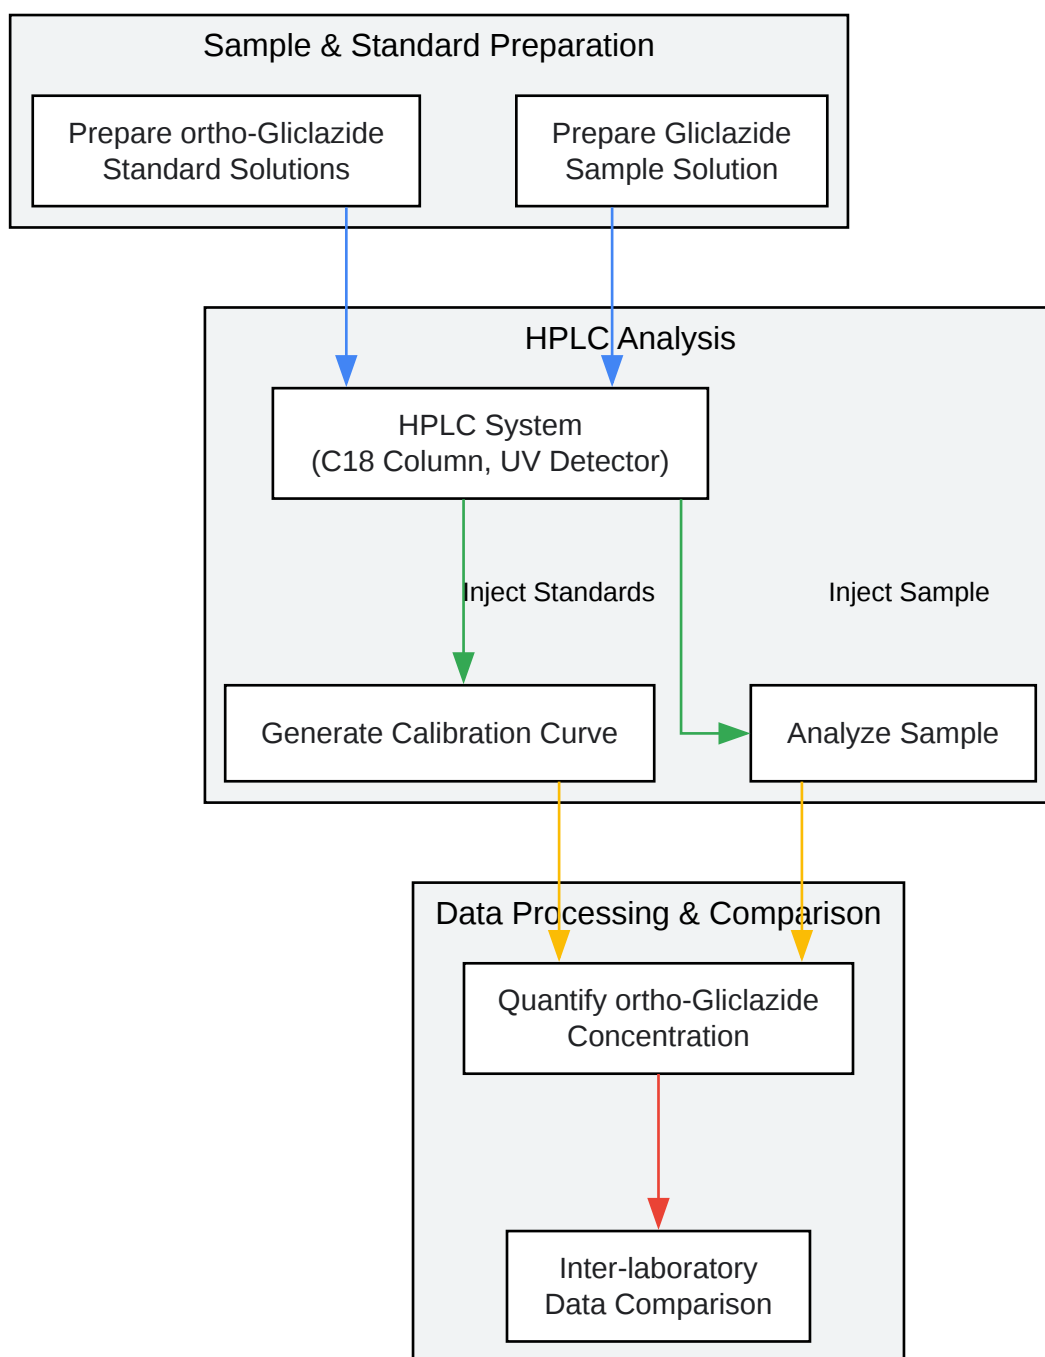 Sample & Standard Preparation
Prepare ortho-Gliclazide
Standard Solutions
Prepare Gliclazide
Sample Solution
HPLC Analysis
HPLC System
(C18 Column, UV Detector)
Inject Standards
Inject Sample
Generate Calibration Curve
Analyze Sample
Data Processing & Comparison
Quantify ortho-Gliclazide
Concentration
Inter-laboratory
Data Comparison